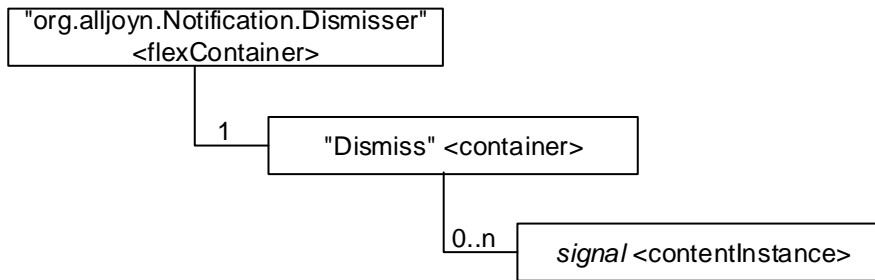 "org.alljoyn.Notification.Dismisser"
<flexContainer>
1
"Dismiss" <container>
0..n
signal <contentInstance>